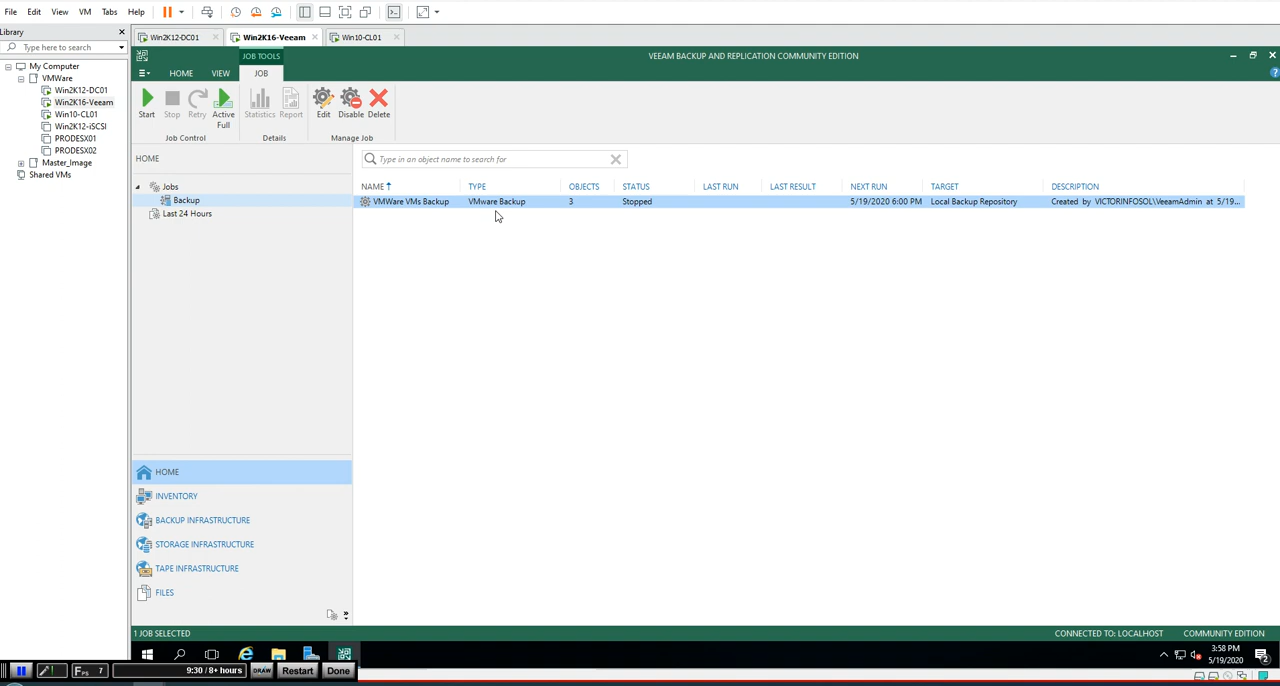 File Edit View VM Tabs Help
Library
Type here to search
My Computer
VMWare
Win2K12-DC01
Win2K16-Veeam
Win10-CL01
Win2K12-iSCSI
PRODESX01
PRODESX02
Master_Image
Shared VMs
Win2K12-DC01 Win2K16-Veeam Win10-CL01
JOB TOOLS VEEAM BACKUP AND REPLICATION COMMUNITY EDITION
HOME VIEW JOB
Start Stop Retry Active Full Statistics Report Edit Disable Delete
Job Control Details Manage Job
HOME
Jobs
Backup
Last 24 Hours
Type in an object name to search for
NAME TYPE OBJECTS STATUS LAST RUN LAST RESULT NEXT RUN TARGET DESCRIPTION
VMWare VMs Backup VMware Backup 3 Stopped 5/19/2020 6:00 PM Local Backup Repository Created by VICTORINFOSOL\VeeamAdmin at 5/19...
HOME
INVENTORY
BACKUP INFRASTRUCTURE
STORAGE INFRASTRUCTURE
TAPE INFRASTRUCTURE
FILES
1 JOB SELECTED CONNECTED TO: LOCALHOST COMMUNITY EDITION
3:58 PM
5/19/2020
2
FPS 7 9:30 / 8+ hours DRAW Restart Done